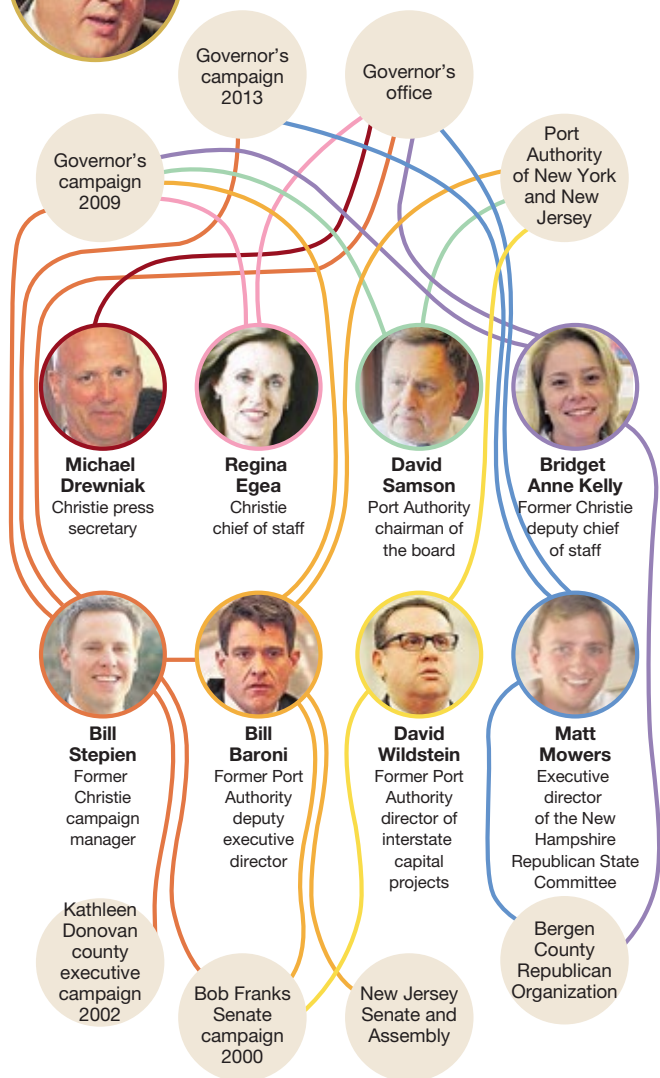 Governor's
campaign
2013
Governor's
office
Governor's
campaign
2009
Port
Authority
of New York
and New
Jersey
Michael
Drewniak
Christie press
secretary
Regina
Egea
Christie
chief of staff
David
Samson
Port Authority
chairman of
the board
Bridget
Anne Kelly
Former Christie
deputy chief
of staff
Bill
Stepien
Former
Christie
campaign
manager
Bill
Baroni
Former Port
Authority
deputy
executive
director
David
Wildstein
Former Port
Authority
director of
interstate
capital
projects
Matt
Mowers
Executive
director
of the New
Hampshire
Republican State
Committee
Kathleen
Donovan
county
executive
campaign
2002
Bob Franks
Senate
campaign
2000
New Jersey
Senate and
Assembly
Bergen
County
Republican
Organization